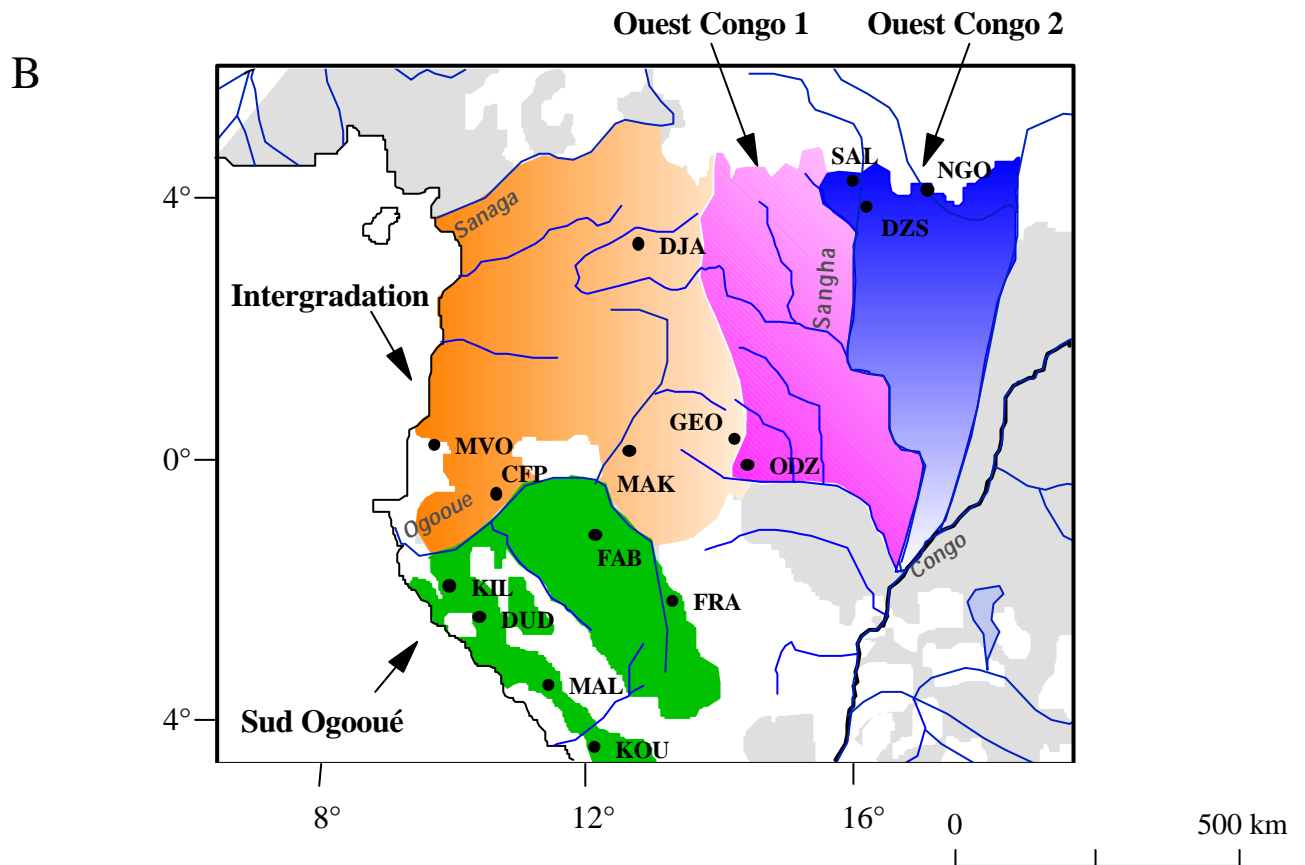 Ouest Congo 1
Ouest Congo 2
B
SAL
NGO
4°
Sanaga
DZS
DJA
Sangha
Intergradation
GEO
MVO
0°
ODZ
CFP
MAK
Ogooue
Congo
FAB
KIL
FRA
DUD
MAL
Sud Ogooué
4°
KOU
8°
12°
16°
0
500 km